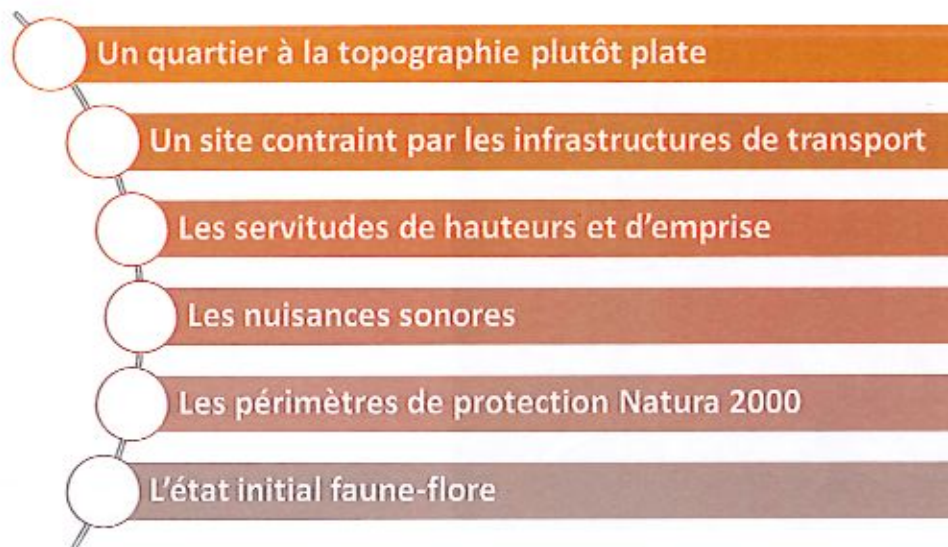 Un quartier à la topographie plutôt plate
Un site contraint par les infrastructures de transport
Les servitudes de hauteurs et d'emprise
Les nuisances sonores
Les périmètres de protection Natura 2000
L'état initial faune-flore